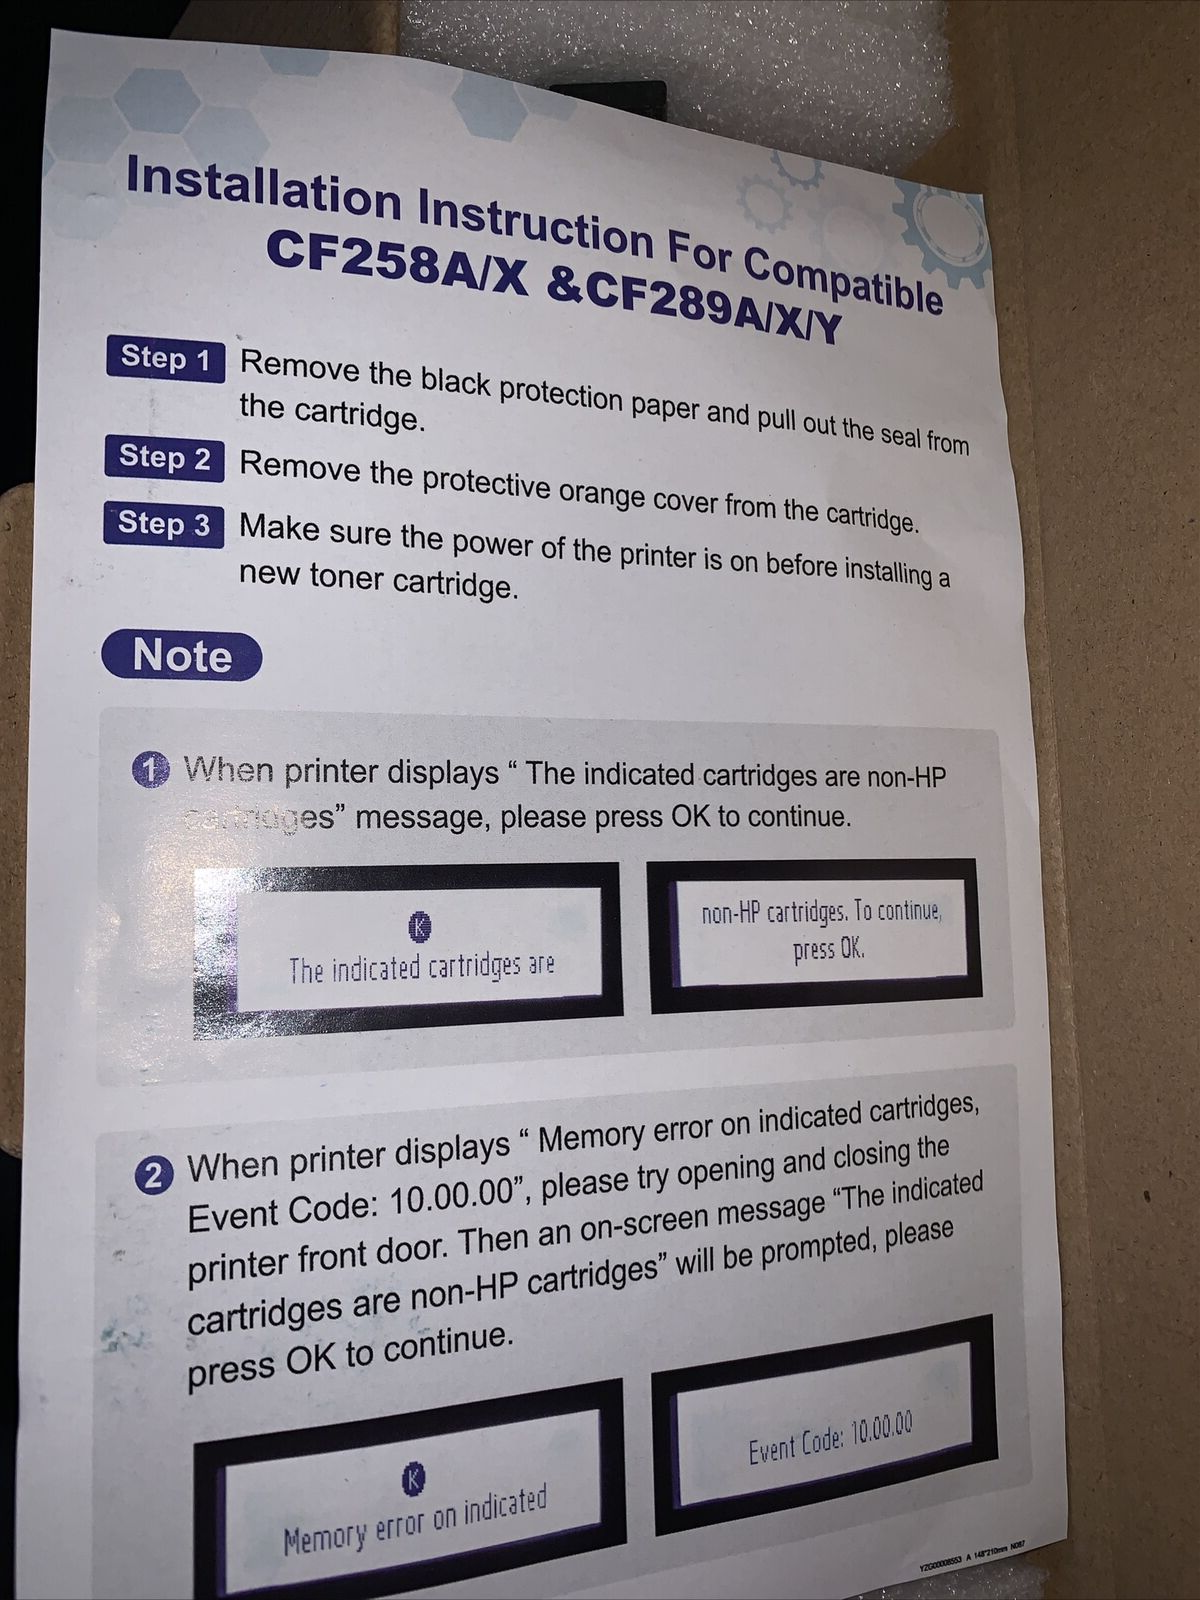 Installation Instruction For Compatible
CF258A/X &CF289A/X/Y
Step 1 Remove the black protection paper and pull out the seal from
the cartridge.
Step 2 Remove the protective orange cover from the cartridge.
Step 3 Make sure the power of the printer is on before installing a
new toner cartridge.
Note
1 When printer displays “ The indicated cartridges are non-HP
cartridges” message, please press OK to continue.
K
The indicated cartridges are
non-HP cartridges. To continue,
press OK.
2 When printer displays “ Memory error on indicated cartridges,
Event Code: 10.00.00”, please try opening and closing the
printer front door. Then an on-screen message “The indicated
cartridges are non-HP cartridges” will be prompted, please
press OK to continue.
K
Memory error on indicated
Event Code: 10.00.00
YZG00008553 A 148*210mm N087